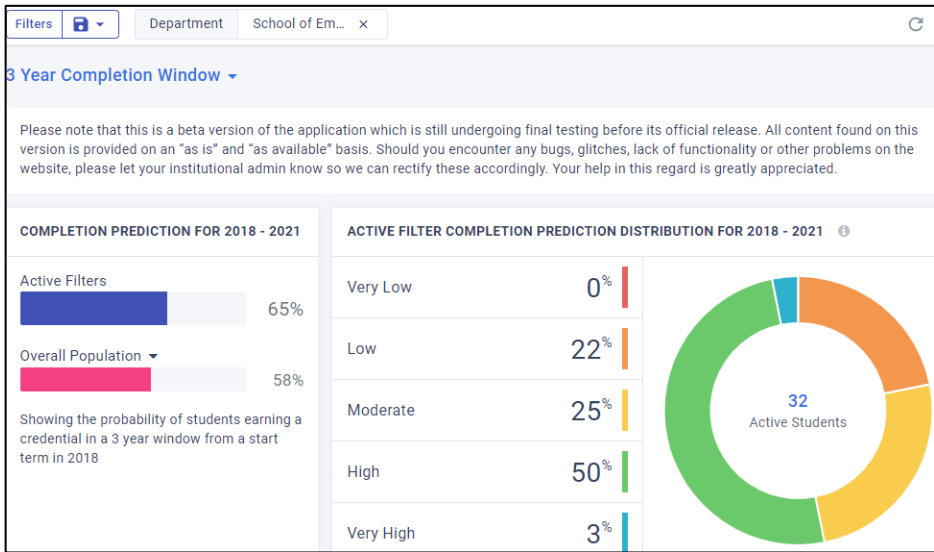 Filters
Department School of Em... ×
3 Year Completion Window
Please note that this is a beta version of the application which is still undergoing final testing before its official release. All content found on this
version is provided on an “as is” and “as available” basis. Should you encounter any bugs, glitches, lack of functionality or other problems on the
website, please let your institutional admin know so we can rectify these accordingly. Your help in this regard is greatly appreciated.
COMPLETION PREDICTION FOR 2018 - 2021
Active Filters
65%
Overall Population
58%
Showing the probability of students earning a
credential in a 3 year window from a start
term in 2018
ACTIVE FILTER COMPLETION PREDICTION DISTRIBUTION FOR 2018 - 2021
Very Low 0%
Low 22%
Moderate 25%
High 50%
Very High 3%
32
Active Students